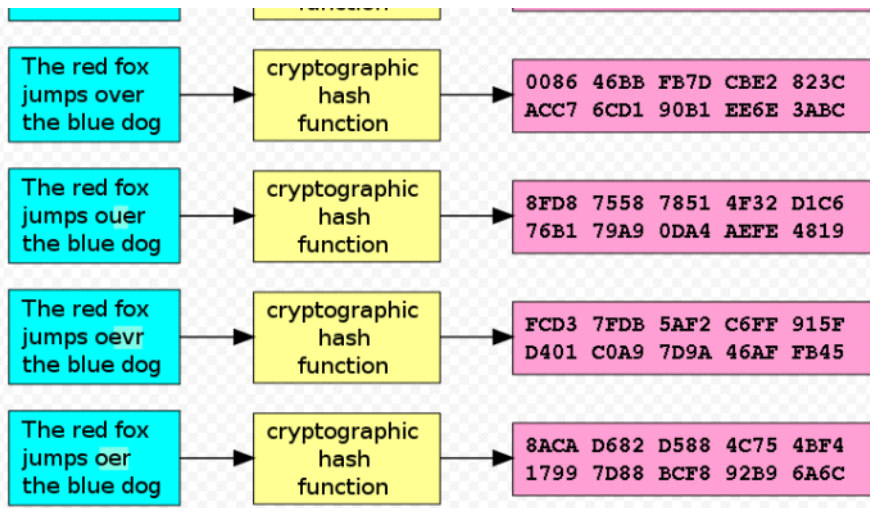 function
The red fox
jumps over
the blue dog
cryptographic
hash
function
0086 46BB FB7D CBE2 823C
ACC7 6CD1 90B1 EE6E 3ABC
The red fox
jumps ouer
the blue dog
cryptographic
hash
function
8FD8 7558 7851 4F32 D1C6
76B1 79A9 0DA4 AEFE 4819
The red fox
jumps oevr
the blue dog
cryptographic
hash
function
FCD3 7FDB 5AF2 C6FF 915F
D401 C0A9 7D9A 46AF FB45
The red fox
jumps oer
the blue dog
cryptographic
hash
function
8ACA D682 D588 4C75 4BF4
1799 7D88 BCF8 92B9 6A6C